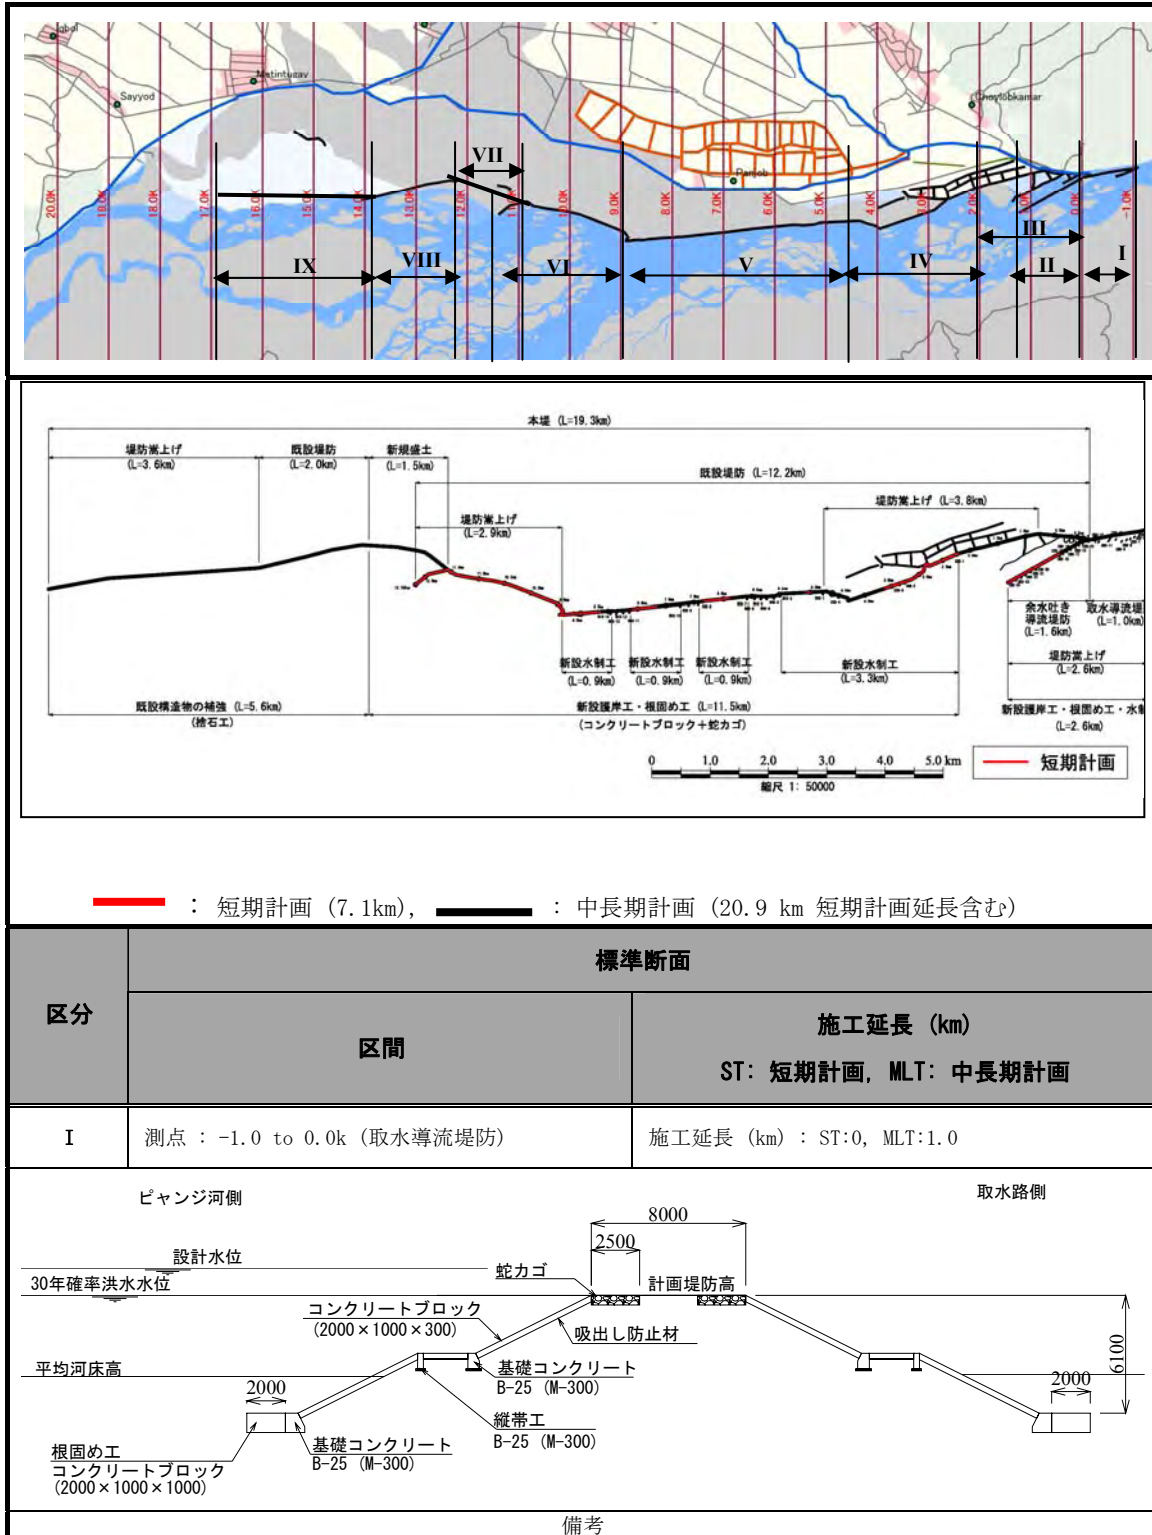 Iqbol
Matintugay
Sayyod
Choylobkamar
Panjob
VII
20.0K
19.0K
18.0K
17.0K
16.0K
15.0K
14.0K
13.0K
12.0K
11.0K
10.0K
9.0K
8.0K
7.0K
6.0K
5.0K
4.0K
3.0K
2.0K
0.0K
-1.0K
IX
VIII
VI
V
IV
III
II
I
本堤 (L=19.3km)
堤防嵩上げ
(L=3.6km)
既設堤防
(L=2.0km)
新規盛土
(L=1.5km)
既設堤防 (L=12.2km)
堤防嵩上げ
(L=2.9km)
堤防嵩上げ (L=3.8km)
余水吐き
導流堤防
(L=1.6km)
取水導流堤
(L=1.0km)
堤防嵩上げ
(L=2.6km)
新設水制工
(L=0.9km)
新設水制工
(L=0.9km)
新設水制工
(L=0.9km)
新設水制工
(L=3.3km)
既設構造物の補強 (L=5.6km)
(捨石工)
新設護岸工・根固め工 (L=11.5km)
(コンクリートブロック+蛇カゴ)
新設護岸工・根固め工・水制
(L=2.6km)
0 1.0 2.0 3.0 4.0 5.0 km
縮尺 1: 50000
短期計画
: 短期計画 (7.1km), : 中長期計画 (20.9 km 短期計画延長含む)
区分
標準断面
区間
施工延長 (km)
ST: 短期計画, MLT: 中長期計画
I
測点 : -1.0 to 0.0k (取水導流堤防)
施工延長 (km) : ST:0, MLT:1.0
ピャンジ河側
取水路側
8000
2500
設計水位
30年確率洪水水位
蛇カゴ
計画堤防高
コンクリートブロック
(2000×1000×300)
吸出し防止材
平均河床高
基礎コンクリート
B-25 (M-300)
2000
2000
6100
縦帯工
B-25 (M-300)
根固め工
コンクリートブロック
(2000×1000×1000)
基礎コンクリート
B-25 (M-300)
備考